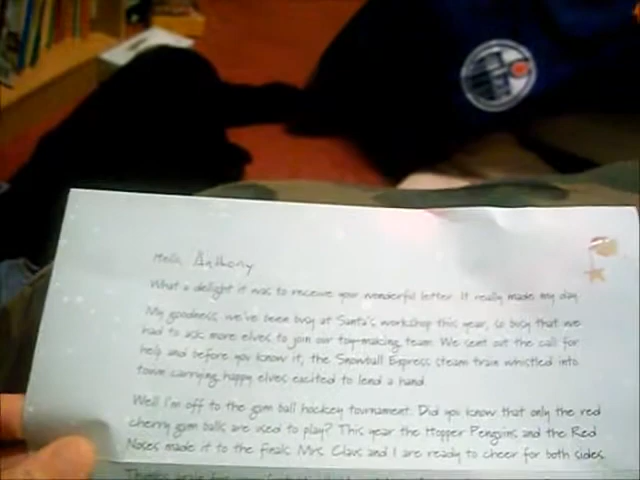 Hello Anthony
What a delight it was to receive your wonderful letter. It really made my day.
My goodness, we've been busy at Santa's workshop this year, so busy that we
had to ask more elves to join our toy-making team. We sent out the call for
help and before you know it, the Snowball Express steam train whistled into
town carrying happy elves excited to lend a hand.
Well I'm off to the gum ball hockey tournament. Did you know that only the red
cherry gum balls are used to play? This year the Hopper Penguins and the Red
Noses made it to the finals. Mrs. Claus and I are ready to cheer for both sides.